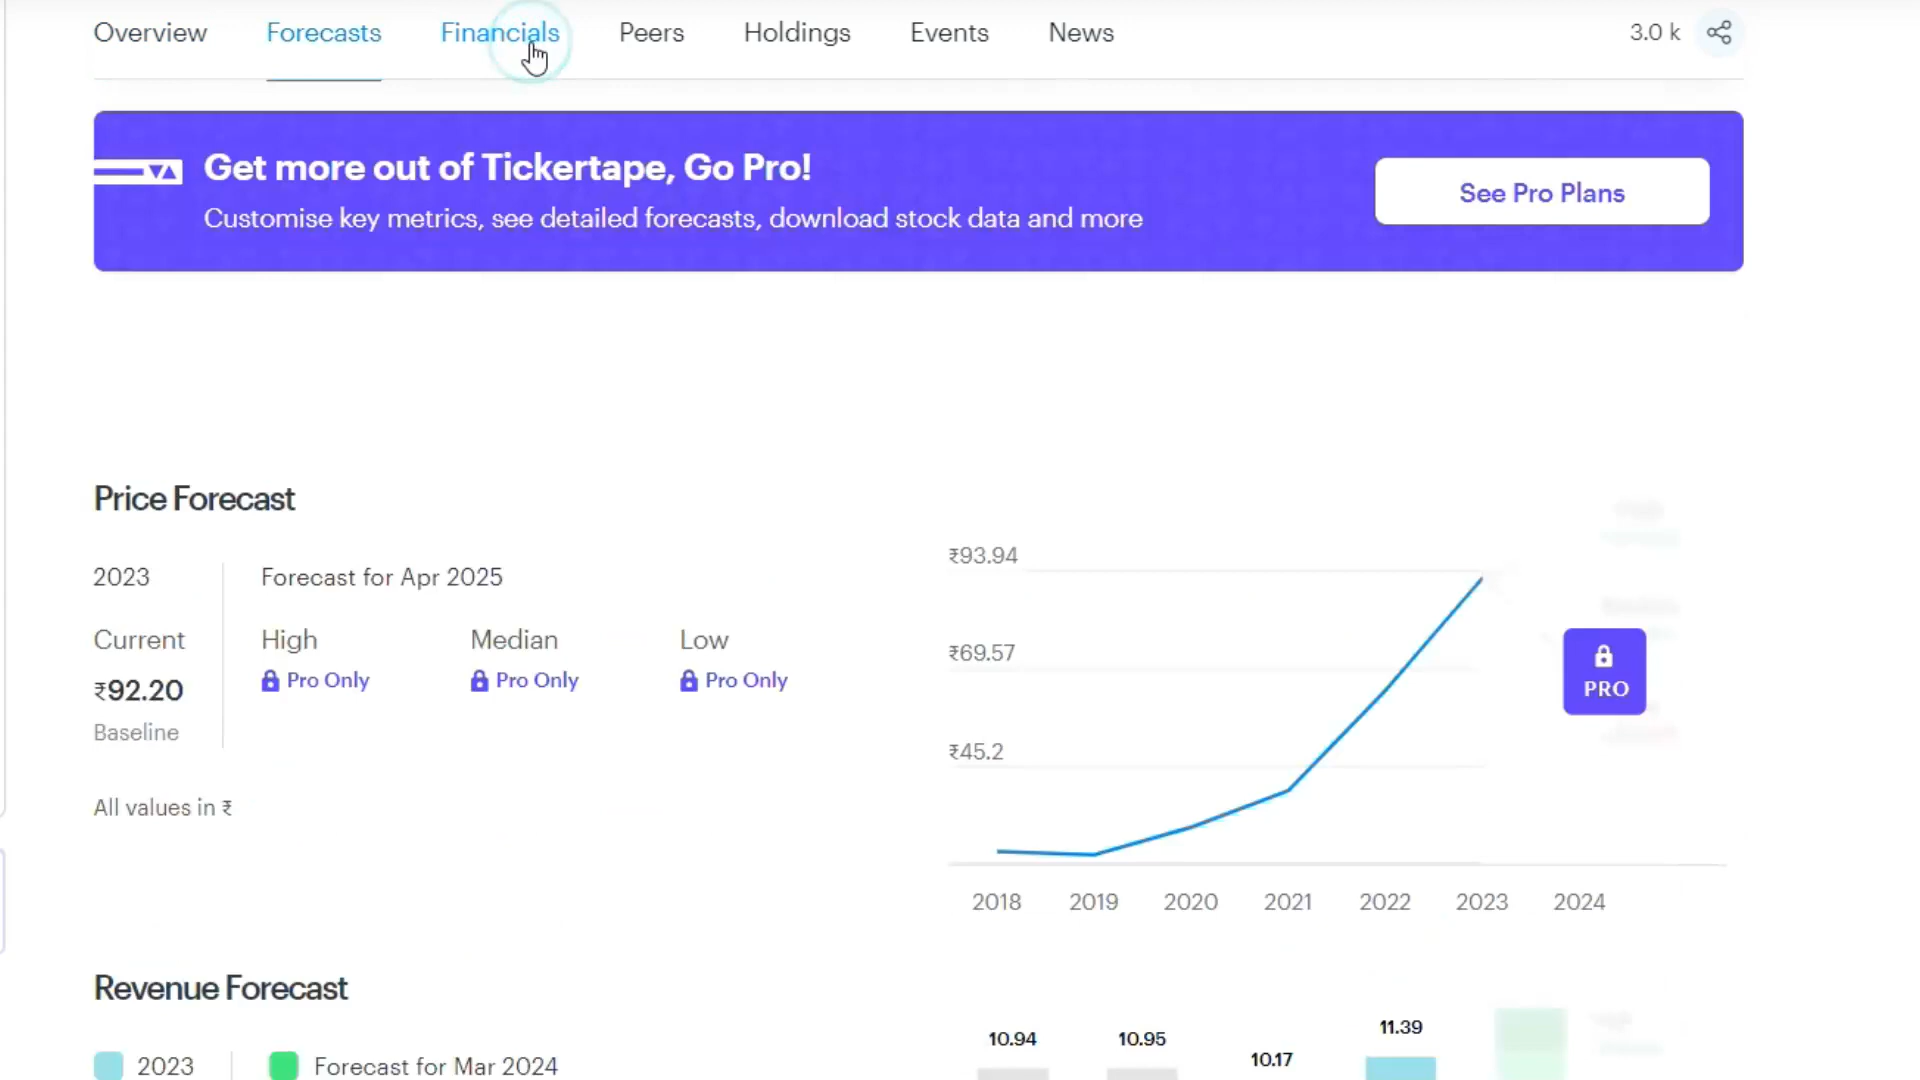 Overview Forecasts Financials Peers Holdings Events News 3.0 k
Get more out of Tickertape, Go Pro!
Customise key metrics, see detailed forecasts, download stock data and more
See Pro Plans
Price Forecast
2023 Forecast for Apr 2025
Current High Median Low
₹92.20 Pro Only Pro Only Pro Only
Baseline
All values in ₹
₹93.94
₹69.57
₹45.2
PRO
2018 2019 2020 2021 2022 2023 2024
Revenue Forecast
2023 Forecast for Mar 2024
10.94 10.95 10.17 11.39